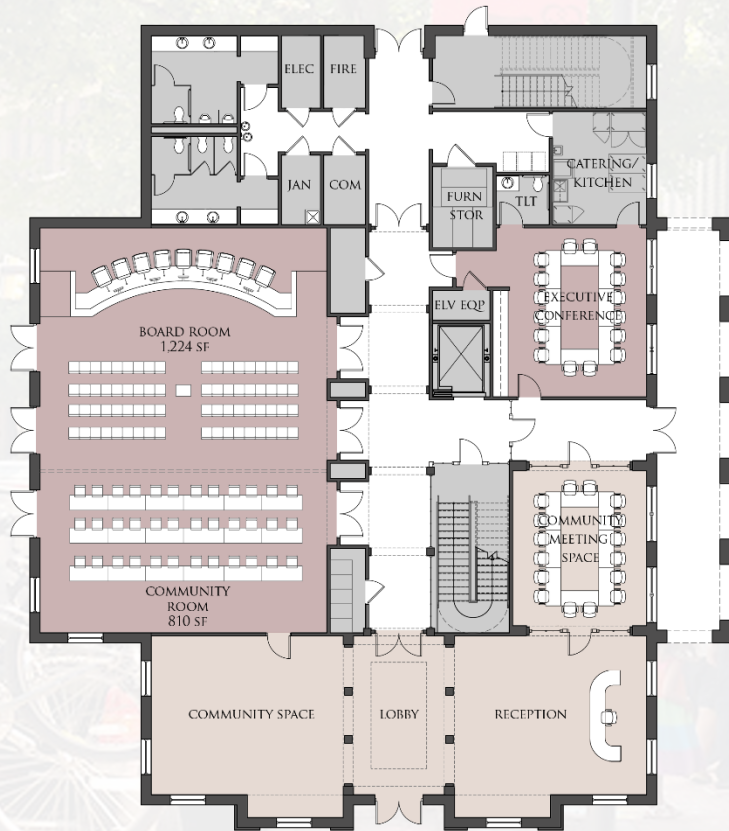 ELEC
FIRE
JAN
COM
FURN
STOR
TLT
CATERING/
KITCHEN
ELV EQP
EXECUTIVE
CONFERENCE
BOARD ROOM
1,224 SF
COMMUNITY
MEETING
SPACE
COMMUNITY
ROOM
810 SF
COMMUNITY SPACE
LOBBY
RECEPTION